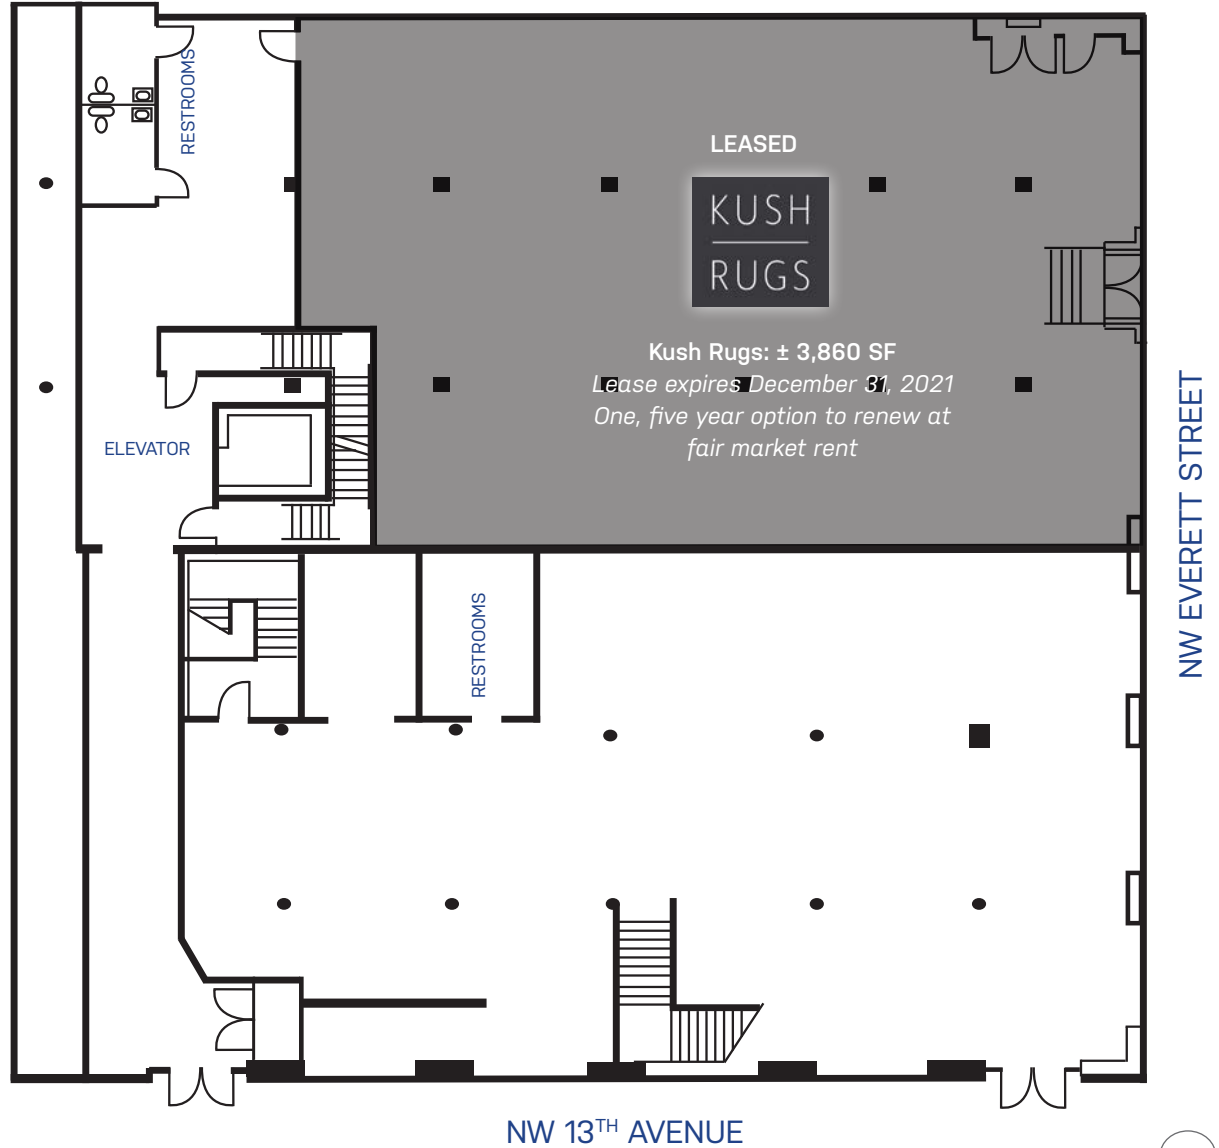 RESTROOMS
LEASED
KUSH
RUGS
Kush Rugs: ± 3,860 SF
Lease expires December 31, 2021
One, five year option to renew at
fair market rent
ELEVATOR
NW EVERETT STREET
RESTROOMS
NW 13TH AVENUE